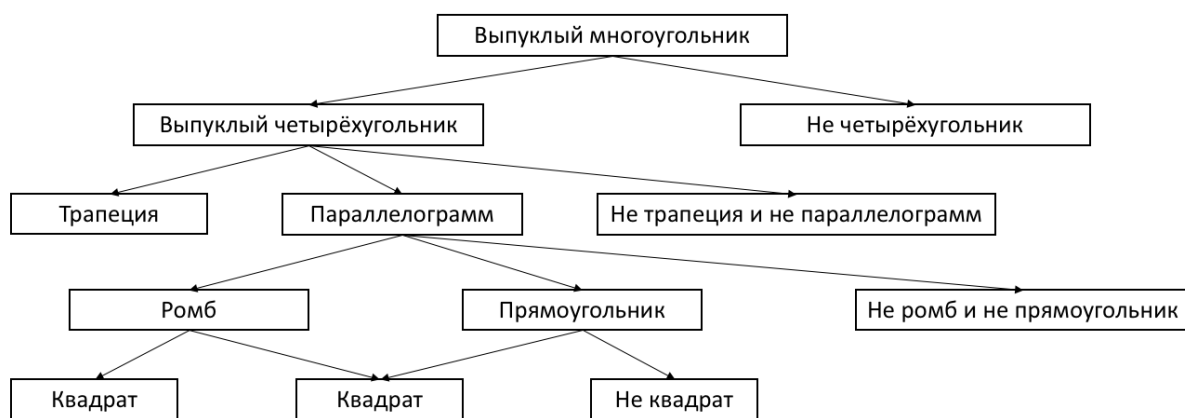 Выпуклый многоугольник
Выпуклый четырёхугольник
Не четырёхугольник
Трапеция
Параллелограмм
Не трапеция и не параллелограмм
Ромб
Прямоугольник
Не ромб и не прямоугольник
Квадрат
Квадрат
Не квадрат